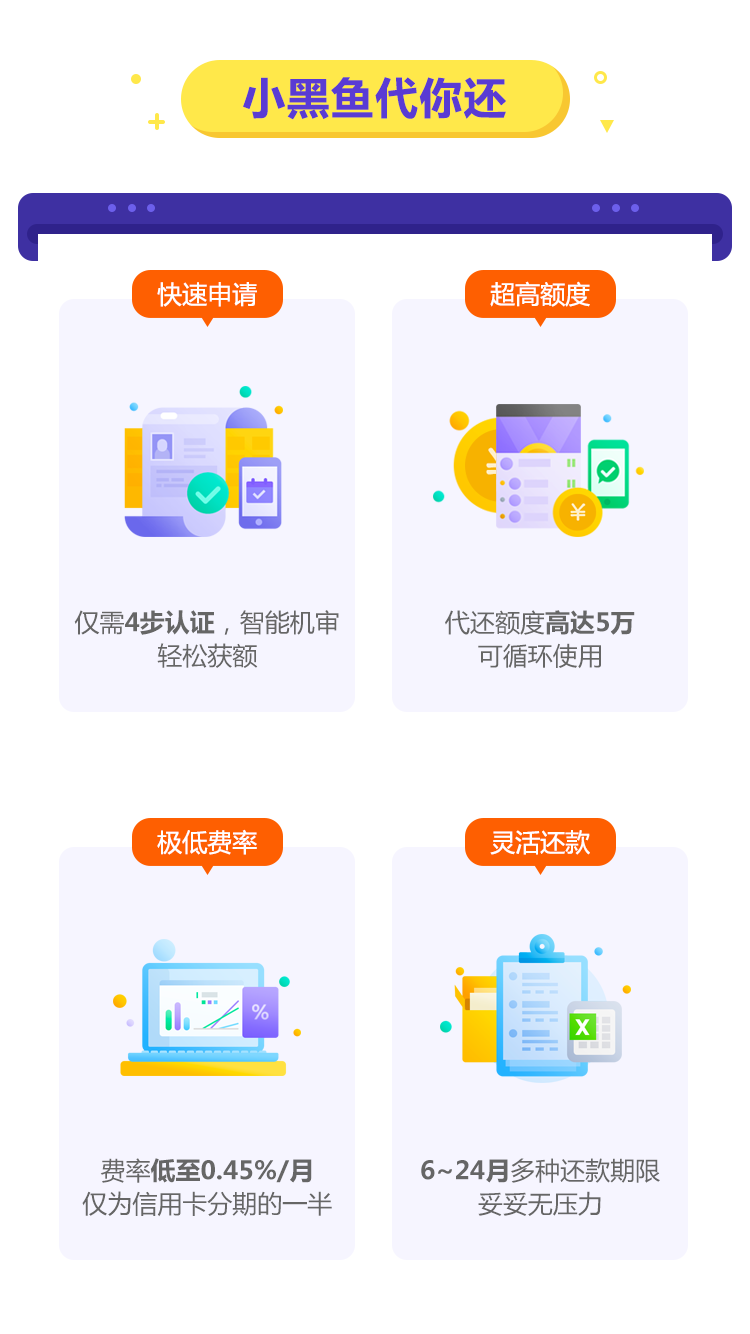 小黑鱼代你还
快速申请
仅需4步认证，智能机审
轻松获额
超高额度
¥
¥
代还额度高达5万
可循环使用
极低费率
%
费率低至0.45%/月
仅为信用卡分期的一半
灵活还款
X
6~24月多种还款期限
妥妥无压力